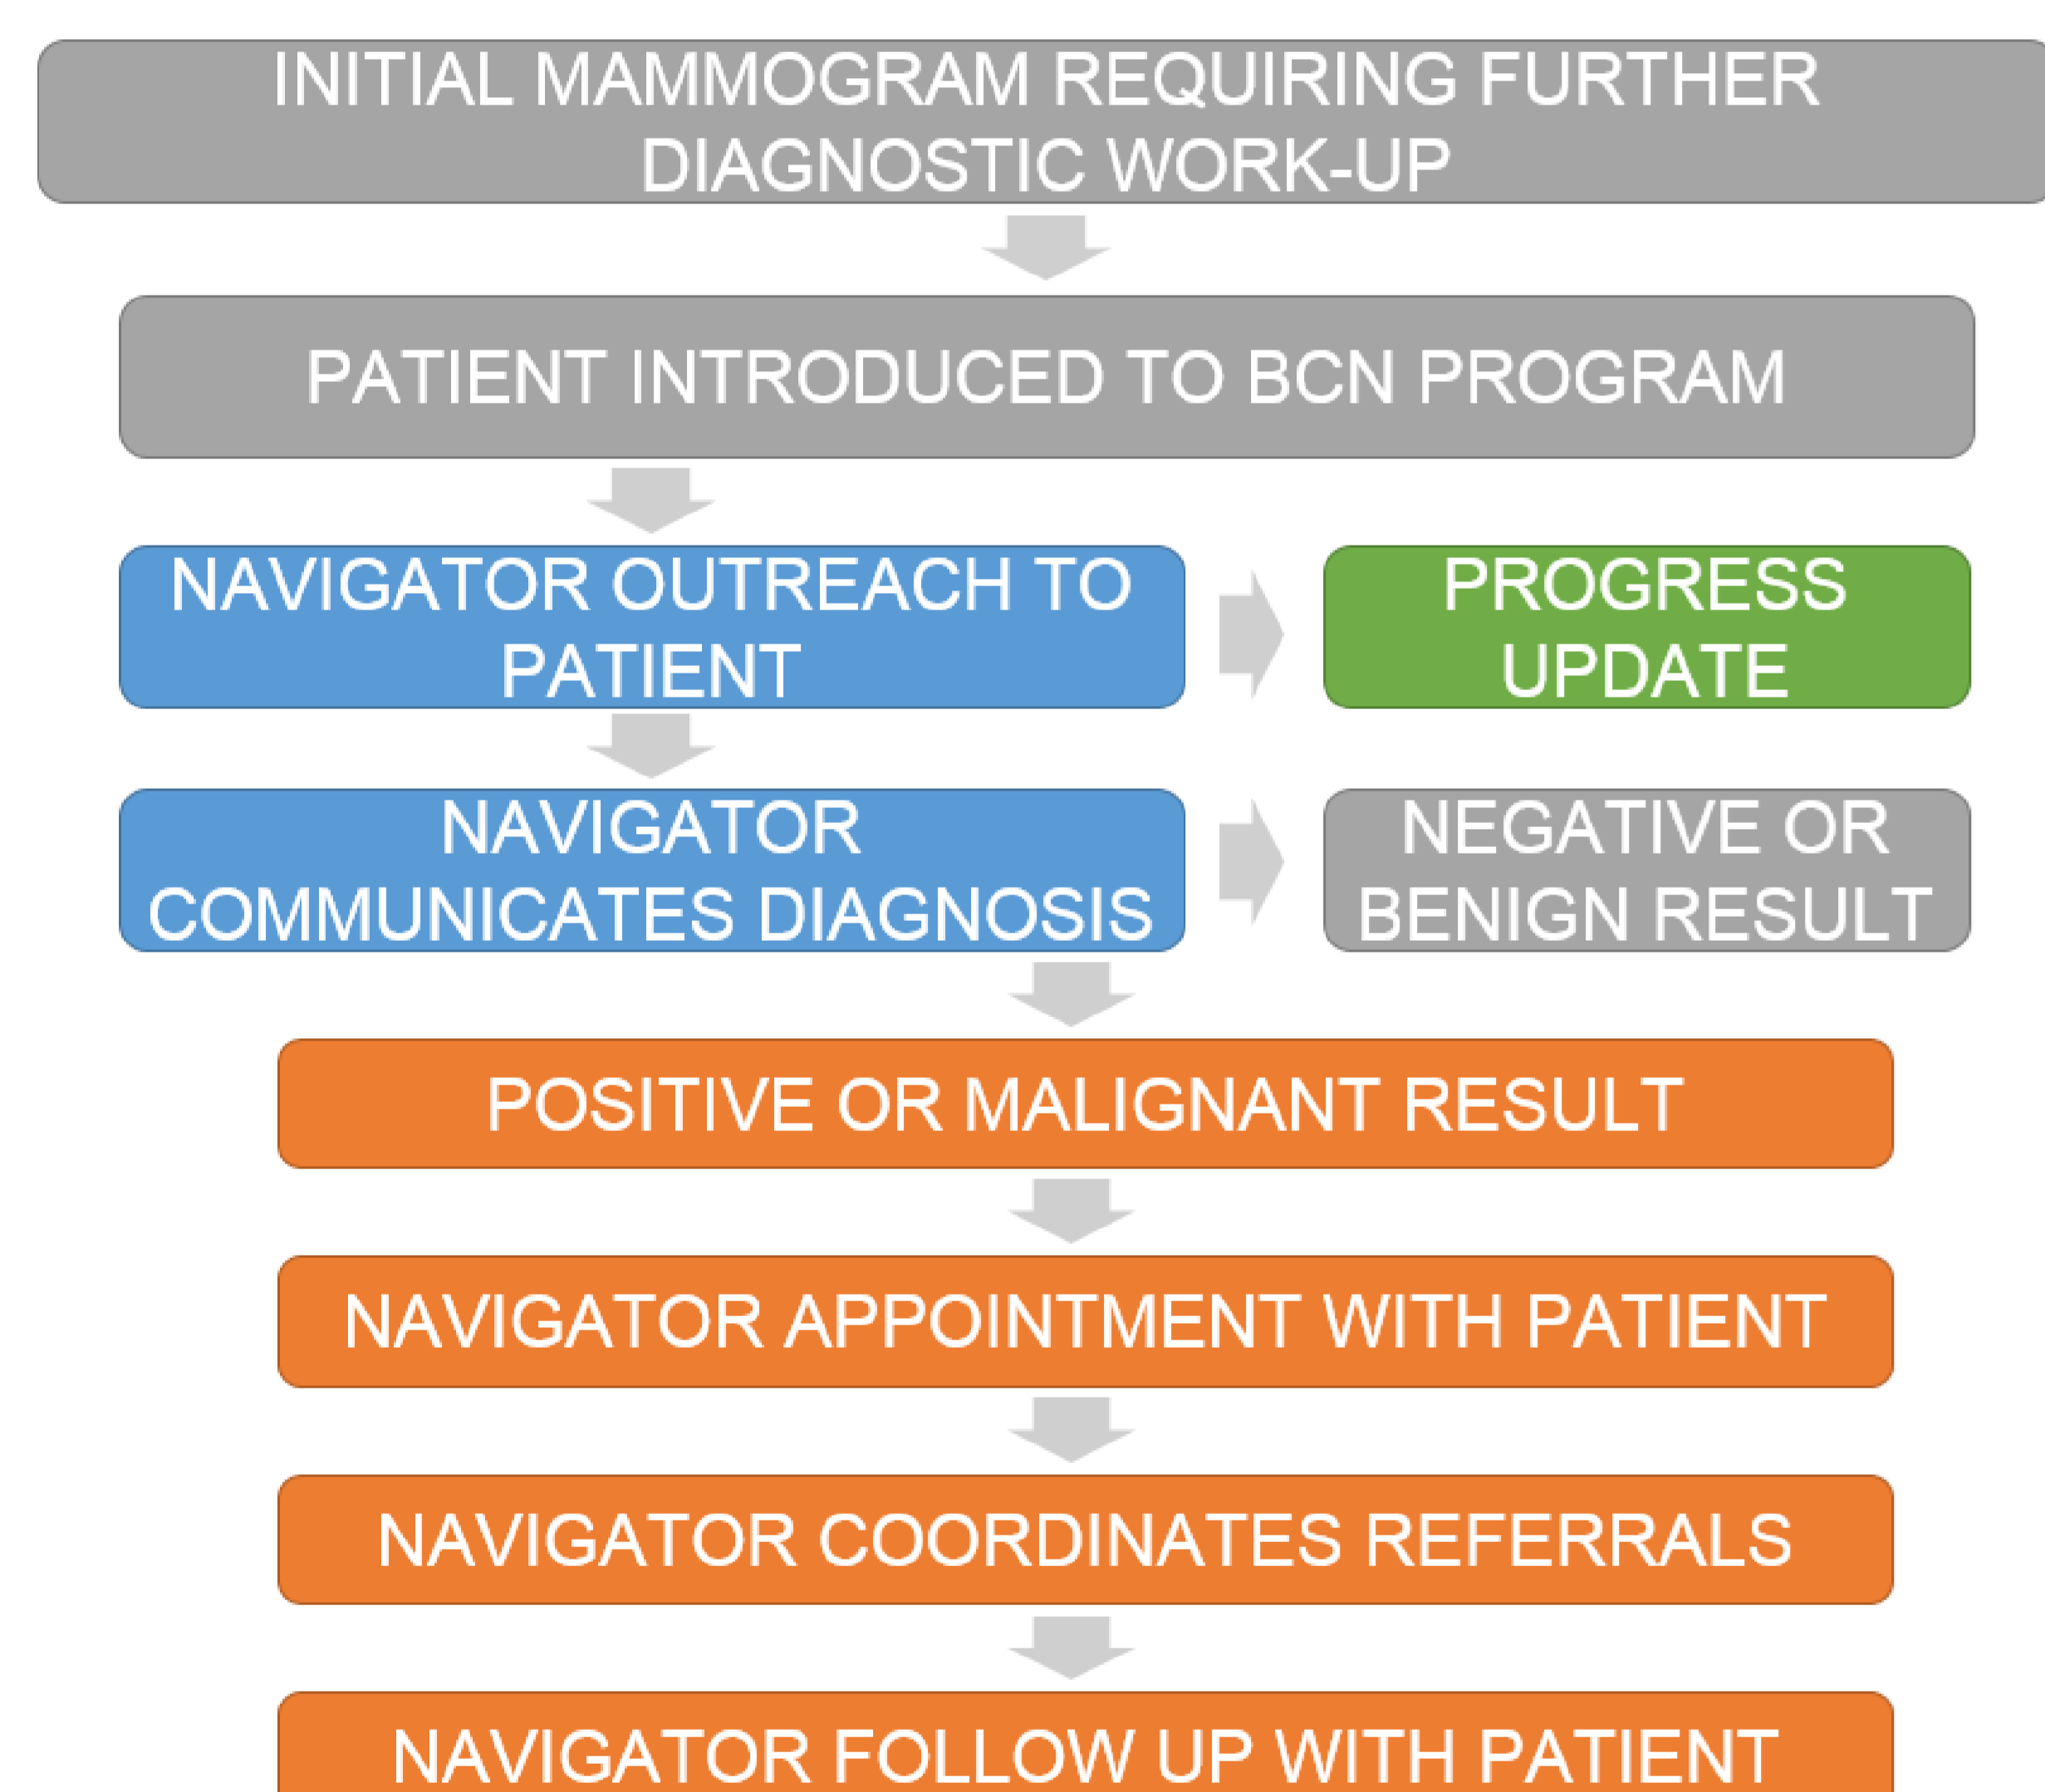 INITIAL MAMMOGRAM REQUIRING FURTHER
DIAGNOSTIC WORK-UP
PATIENT INTRODUCED TO BCN PROGRAM
NAVIGATOR OUTREACH TO
PATIENT
PROGRESS
UPDATE
NAVIGATOR
COMMUNICATES DIAGNOSIS
NEGATIVE OR
BENIGN RESULT
POSITIVE OR MALIGNANT RESULT
NAVIGATOR APPOINTMENT WITH PATIENT
NAVIGATOR COORDINATES REFERRALS
NAVIGATOR FOLLOW UP WITH PATIENT